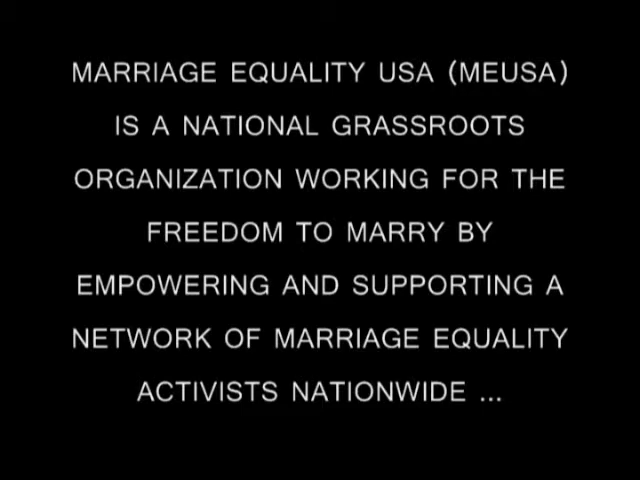 MARRIAGE EQUALITY USA (MEUSA)
IS A NATIONAL GRASSROOTS
ORGANIZATION WORKING FOR THE
FREEDOM TO MARRY BY
EMPOWERING AND SUPPORTING A
NETWORK OF MARRIAGE EQUALITY
ACTIVISTS NATIONWIDE ...